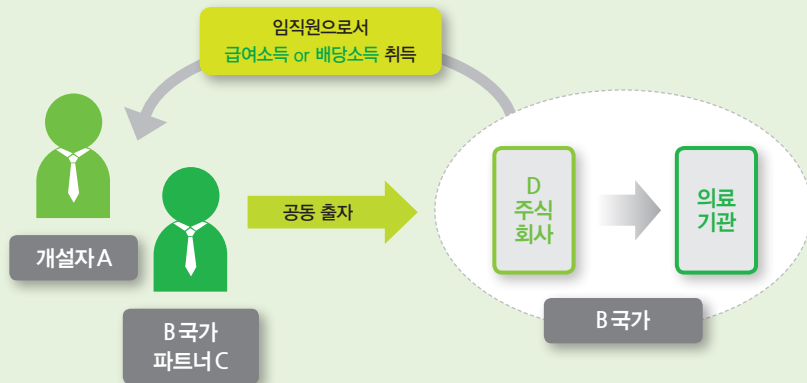 임직원으로서
급여소득 or 배당소득 취득
개설자 A
B 국가
파트너 C
공동 출자
D
주식
회사
의료
기관
B 국가